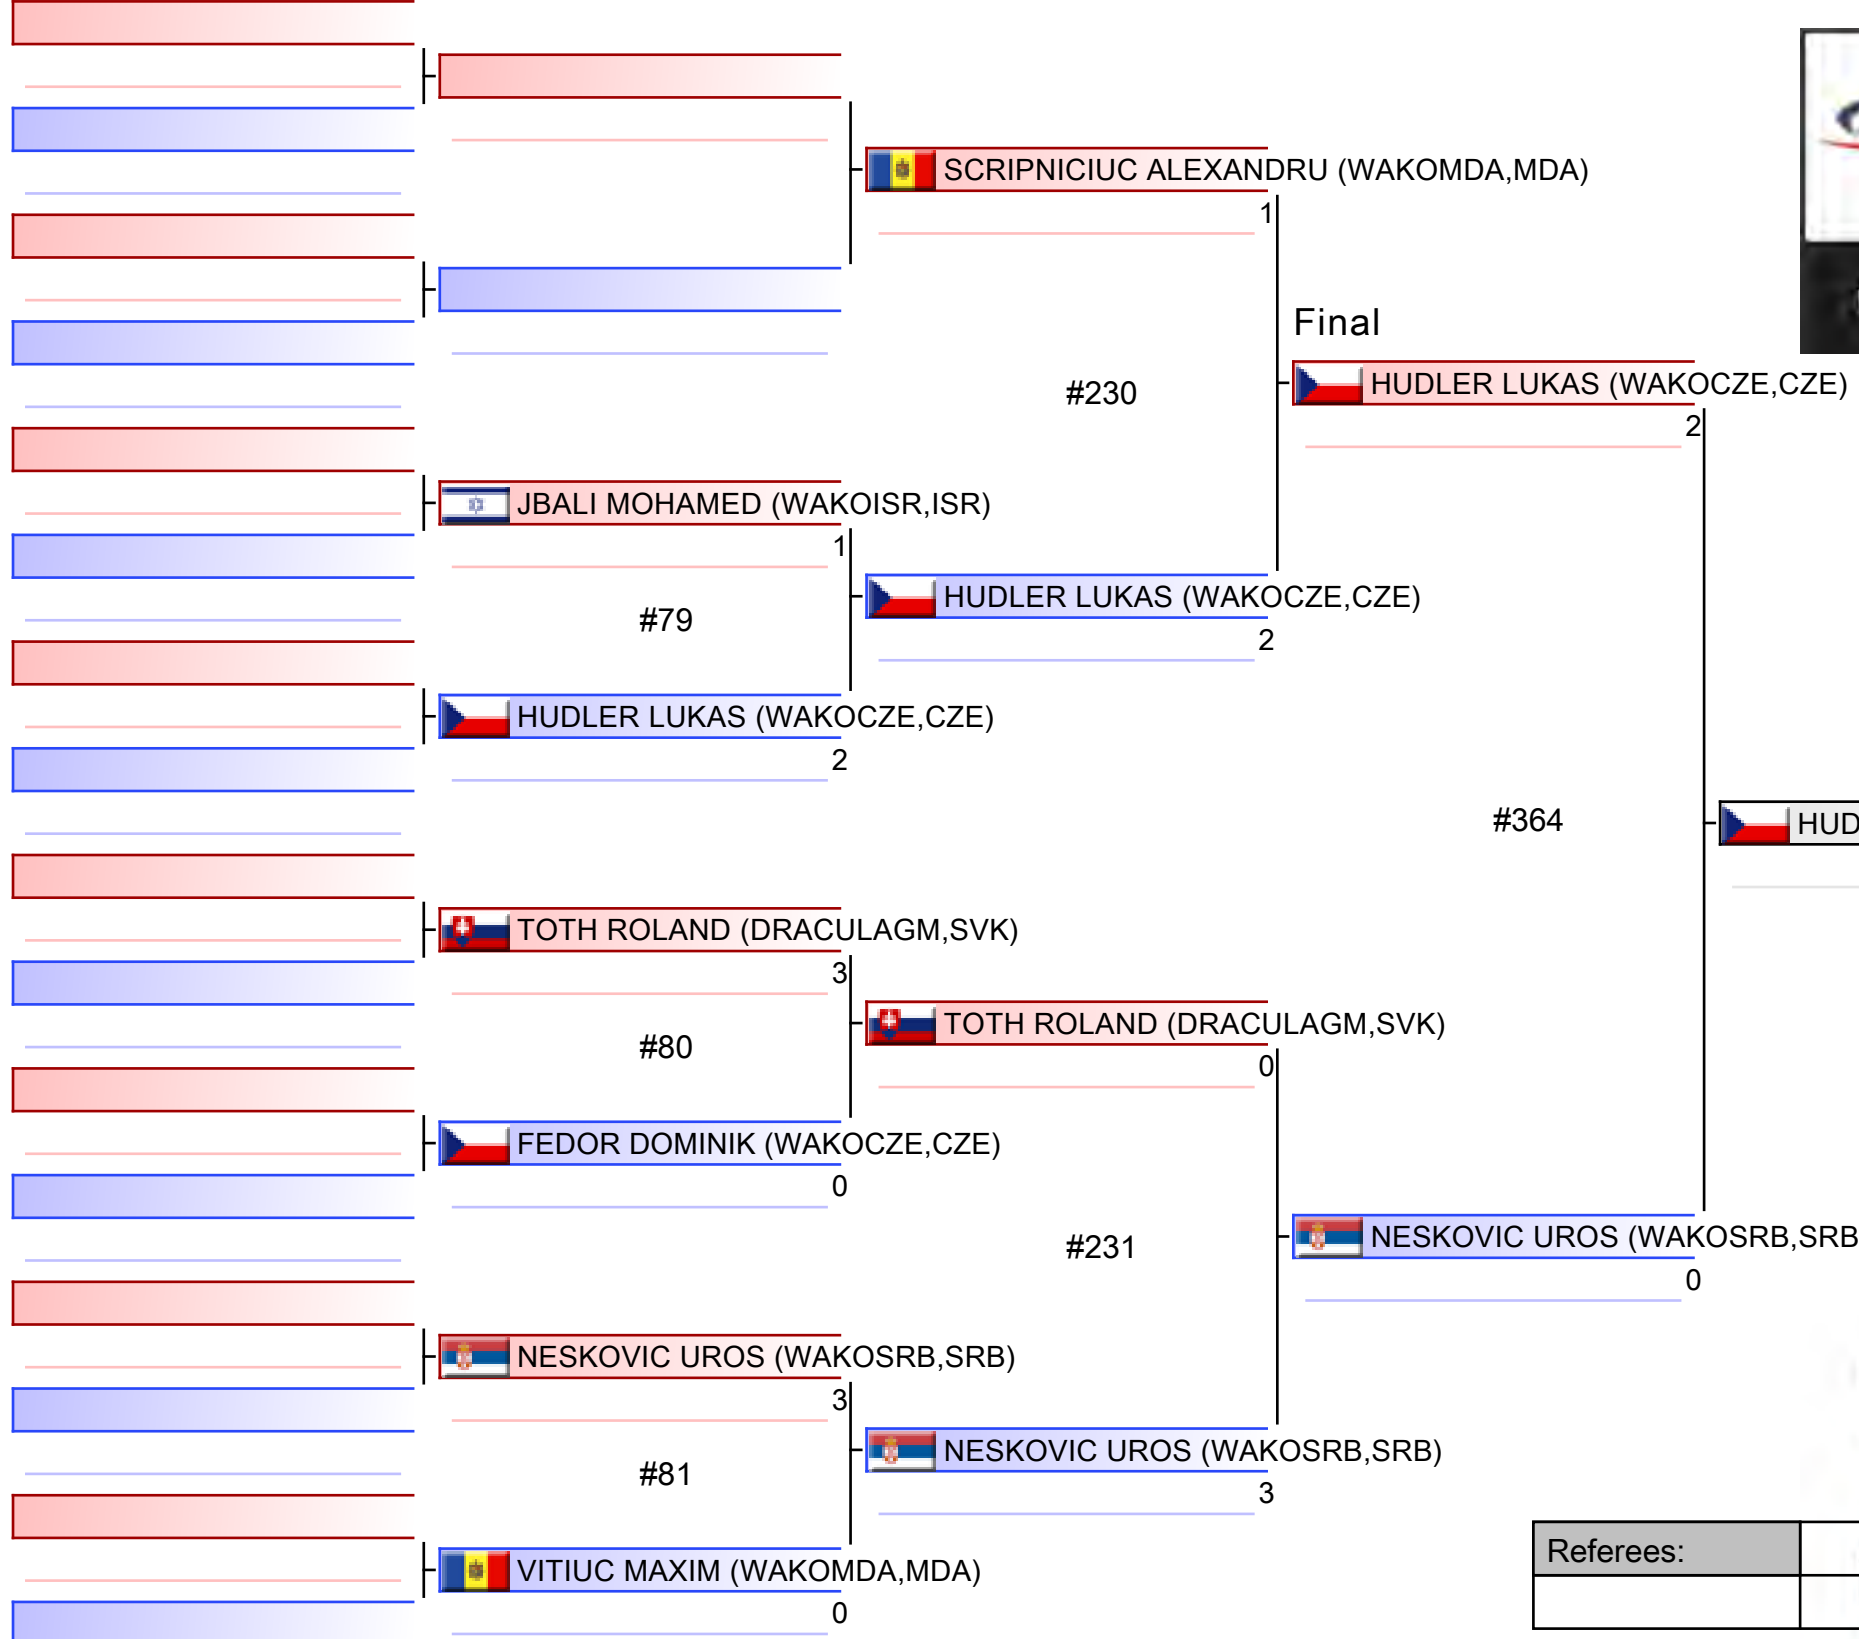 SCRIPNICIUC ALEXANDRU (WAKOMDA,MDA)
1
Final
#230
HUDLER LUKAS (WAKOCZE,CZE)
2
JBALI MOHAMED (WAKOISR,ISR)
1
HUDLER LUKAS (WAKOCZE,CZE)
2
#79
HUDLER LUKAS (WAKOCZE,CZE)
2
#364
HUD
TOTH ROLAND (DRACULAGM,SVK)
3
TOTH ROLAND (DRACULAGM,SVK)
0
#80
FEDOR DOMINIK (WAKOCZE,CZE)
0
#231
NESKOVIC UROS (WAKOSRB,SRB
0
NESKOVIC UROS (WAKOSRB,SRB)
3
NESKOVIC UROS (WAKOSRB,SRB)
3
#81
VITIUC MAXIM (WAKOMDA,MDA)
0
Referees: